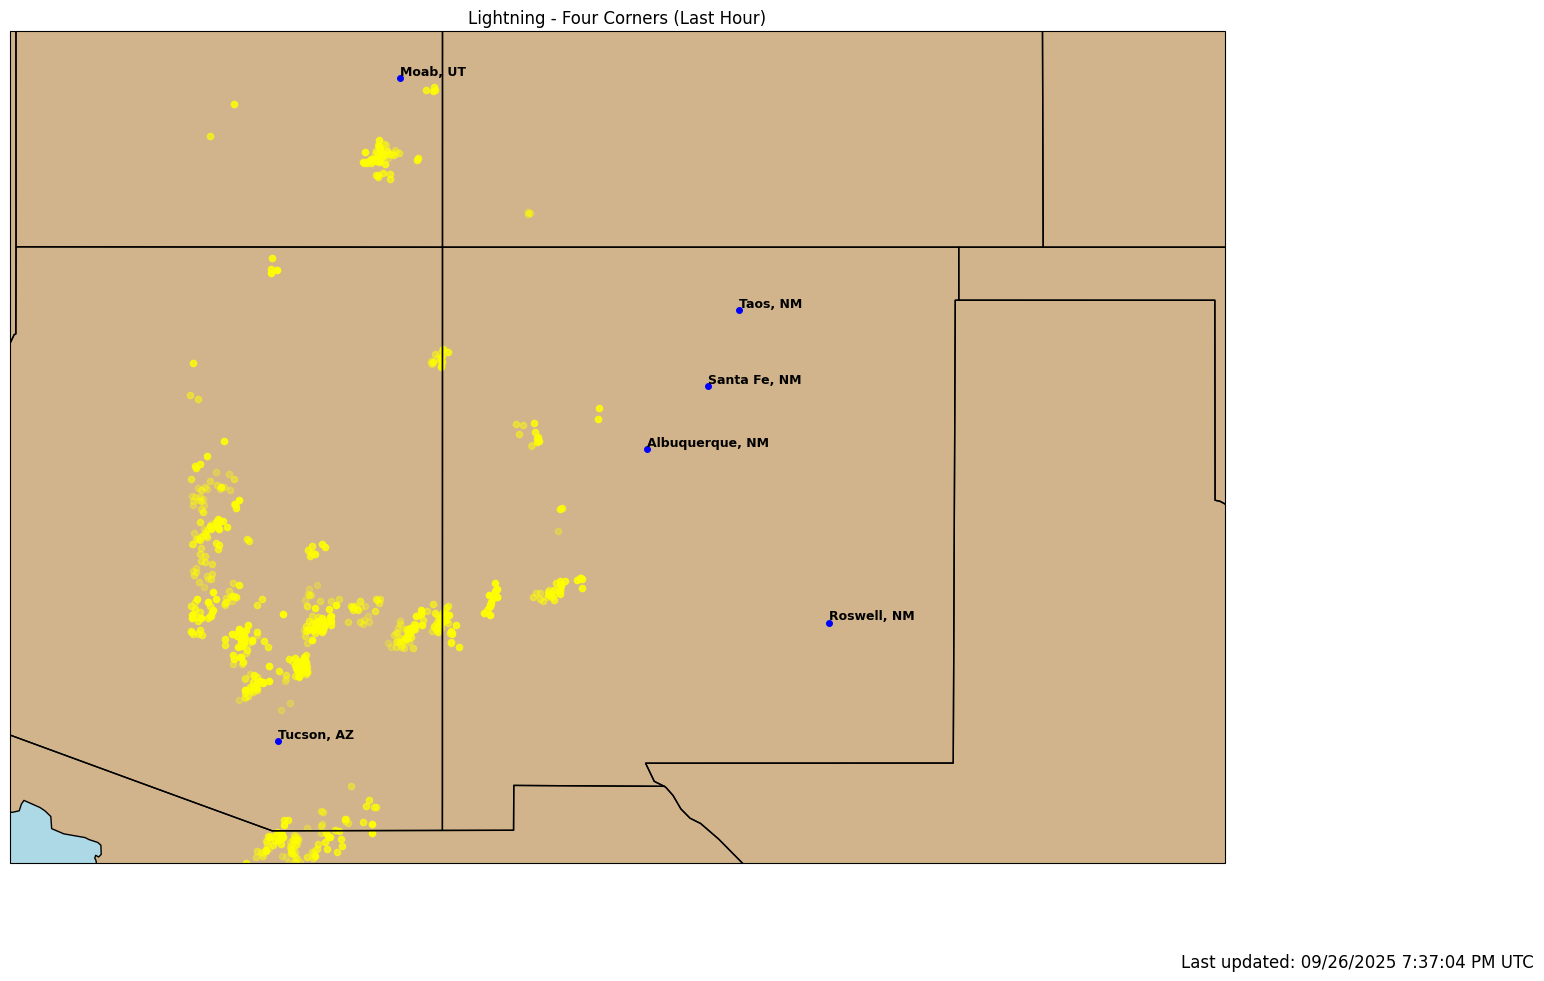 Lightning - Four Corners (Last Hour)
Moab, UT
Taos, NM
Santa Fe, NM
Albuquerque, NM
Roswell, NM
Tucson, AZ
Last updated: 09/26/2025 7:37:04 PM UTC